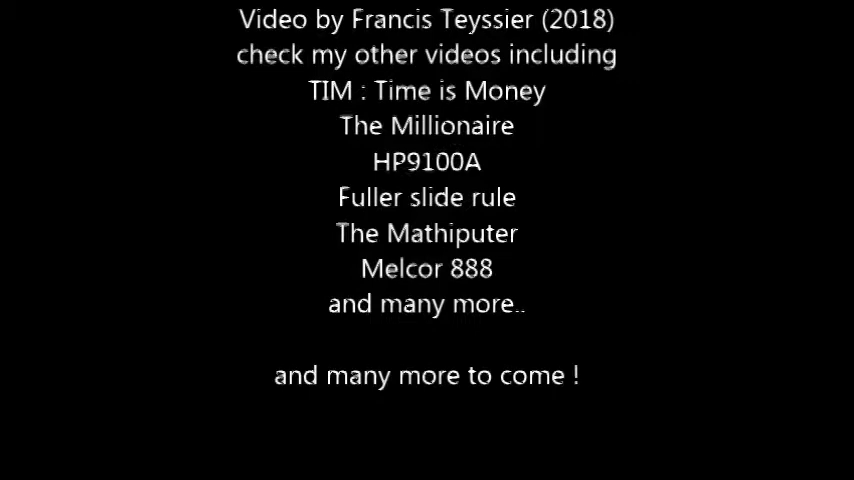 Video by Francis Teyssier (2018)
check my other videos including
TIM : Time is Money
The Millionaire
HP9100A
Fuller slide rule
The Mathiputer
Melcor 888
and many more..
and many more to come !